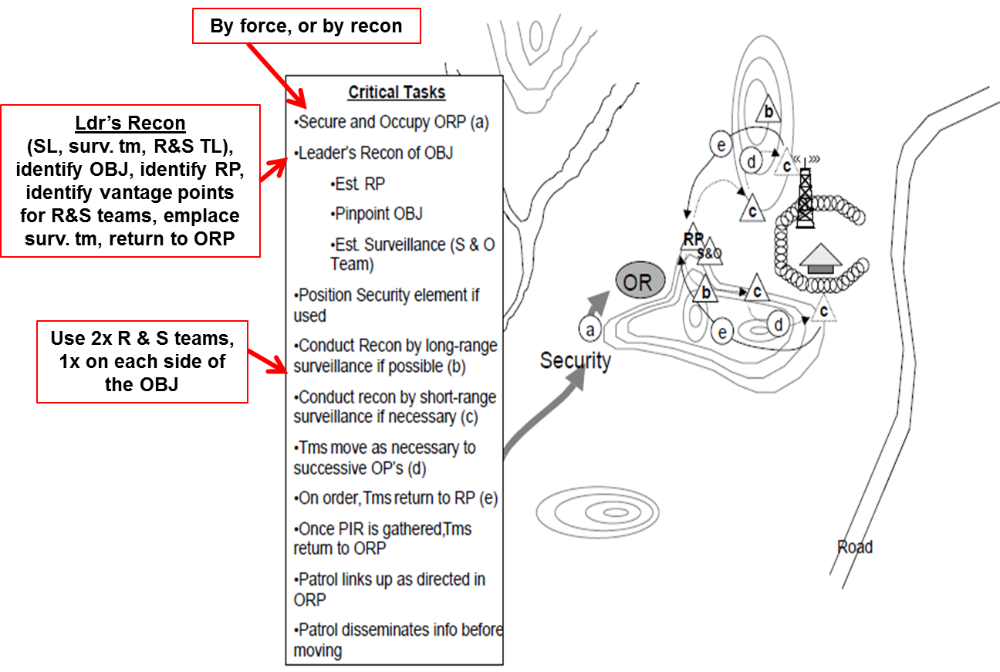 By force, or by recon
Ldr's Recon
(SL, surv. tm, R&S TL),
identify OBJ, identify RP,
identify vantage points
for R&S teams, emplace
surv. tm, return to ORP
Use 2x R & S teams,
1x on each side of
the OBJ
Critical Tasks
•Secure and Occupy ORP (a)
•Leader's Recon of OBJ
•Est. RP
•Pinpoint OBJ
•Est. Surveillance (S & O
Team)
•Position Security element if
used
•Conduct Recon by long-range
surveillance if possible (b)
•Conduct recon by short-range
surveillance if necessary (c)
•Tms move as necessary to
successive OP's (d)
•On order,Tms return to RP (e)
•Once PIR is gathered,Tms
return to ORP
•Patrol links up as directed in
ORP
•Patrol disseminates info before
moving
b
e
d
c
c
RP
S&O
OR
b
c
c
d
e
a
Security
Road